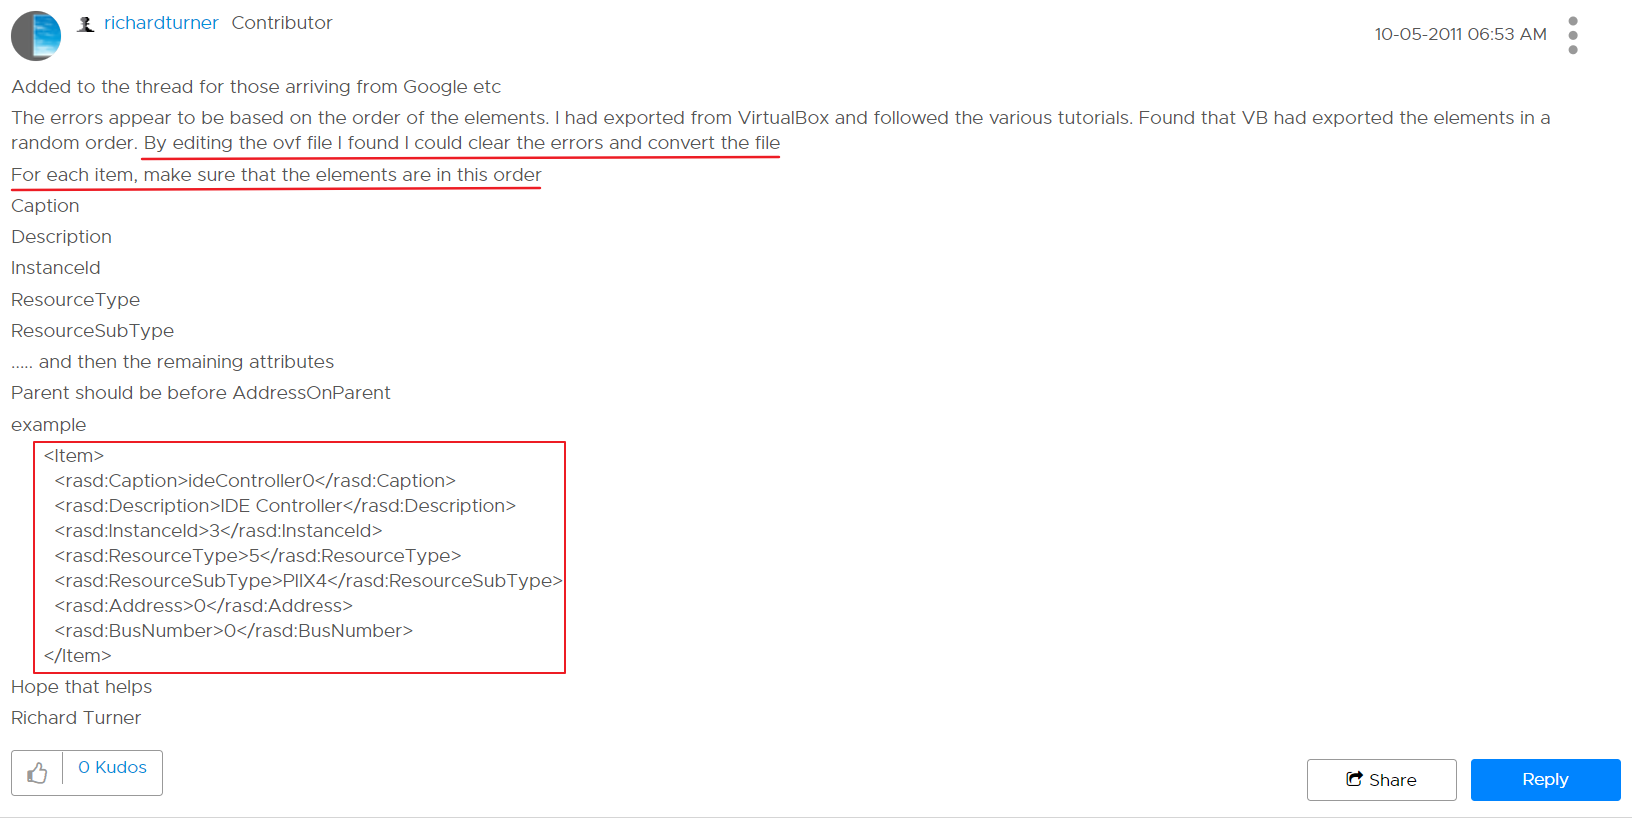 richardturner Contributor
10-05-2011 06:53 AM
Added to the thread for those arriving from Google etc
The errors appear to be based on the order of the elements. I had exported from VirtualBox and followed the various tutorials. Found that VB had exported the elements in a
random order. By editing the ovf file I found I could clear the errors and convert the file
For each item, make sure that the elements are in this order
Caption
Description
InstanceId
ResourceType
ResourceSubType
..... and then the remaining attributes
Parent should be before AddressOnParent
example
<Item>
<rasd:Caption>ideController0</rasd:Caption>
<rasd:Description>IDE Controller</rasd:Description>
<rasd:InstanceId>3</rasd:InstanceId>
<rasd:ResourceType>5</rasd:ResourceType>
<rasd:ResourceSubType>PIIX4</rasd:ResourceSubType>
<rasd:Address>0</rasd:Address>
<rasd:BusNumber>0</rasd:BusNumber>
</Item>
Hope that helps
Richard Turner
0 Kudos
Share
Reply